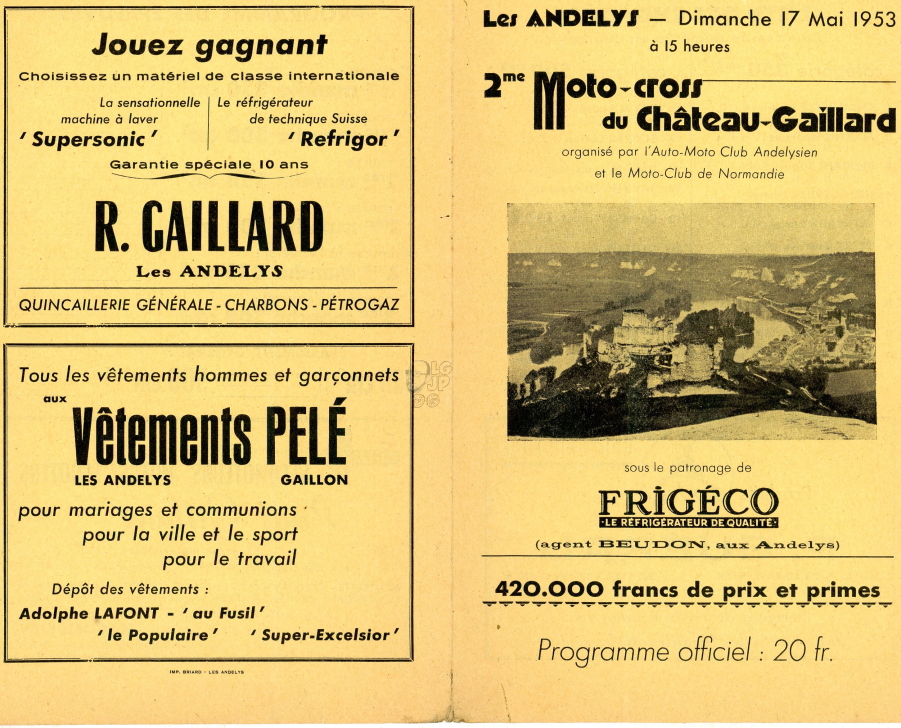 Jouez gagnant
Choisissez un matériel de classe internationale
La sensationnelle
machine à laver
‘ Supersonic’
Le réfrigérateur
de technique Suisse
‘ Refrigor’
Garantie spéciale 10 ans
R. GAILLARD
Les ANDELYS
QUINCAILLERIE GÉNÉRALE - CHARBONS - PÉTROGAZ
Tous les vêtements hommes et garçonnets
aux
Vêtements PELÉ
LES ANDELYS GAILLON
pour mariages et communions
pour la ville et le sport
pour le travail
Dépôt des vêtements :
Adolphe LAFONT - ‘ au Fusil’
‘ le Populaire’ ‘ Super-Excelsior’
IMP. BRIARD - LES ANDELYS
Les ANDELYS — Dimanche 17 Mai 1953
à 15 heures
2me Moto-cross
du Château-Gaillard
organisé par l'Auto-Moto Club Andelysien
et le Moto-Club de Normandie
sous le patronage de
FRIGÉCO
LE RÉFRIGÉRATEUR DE QUALITÉ
(agent BEUDON, aux Andelys)
420.000 francs de prix et primes
Programme officiel : 20 fr.